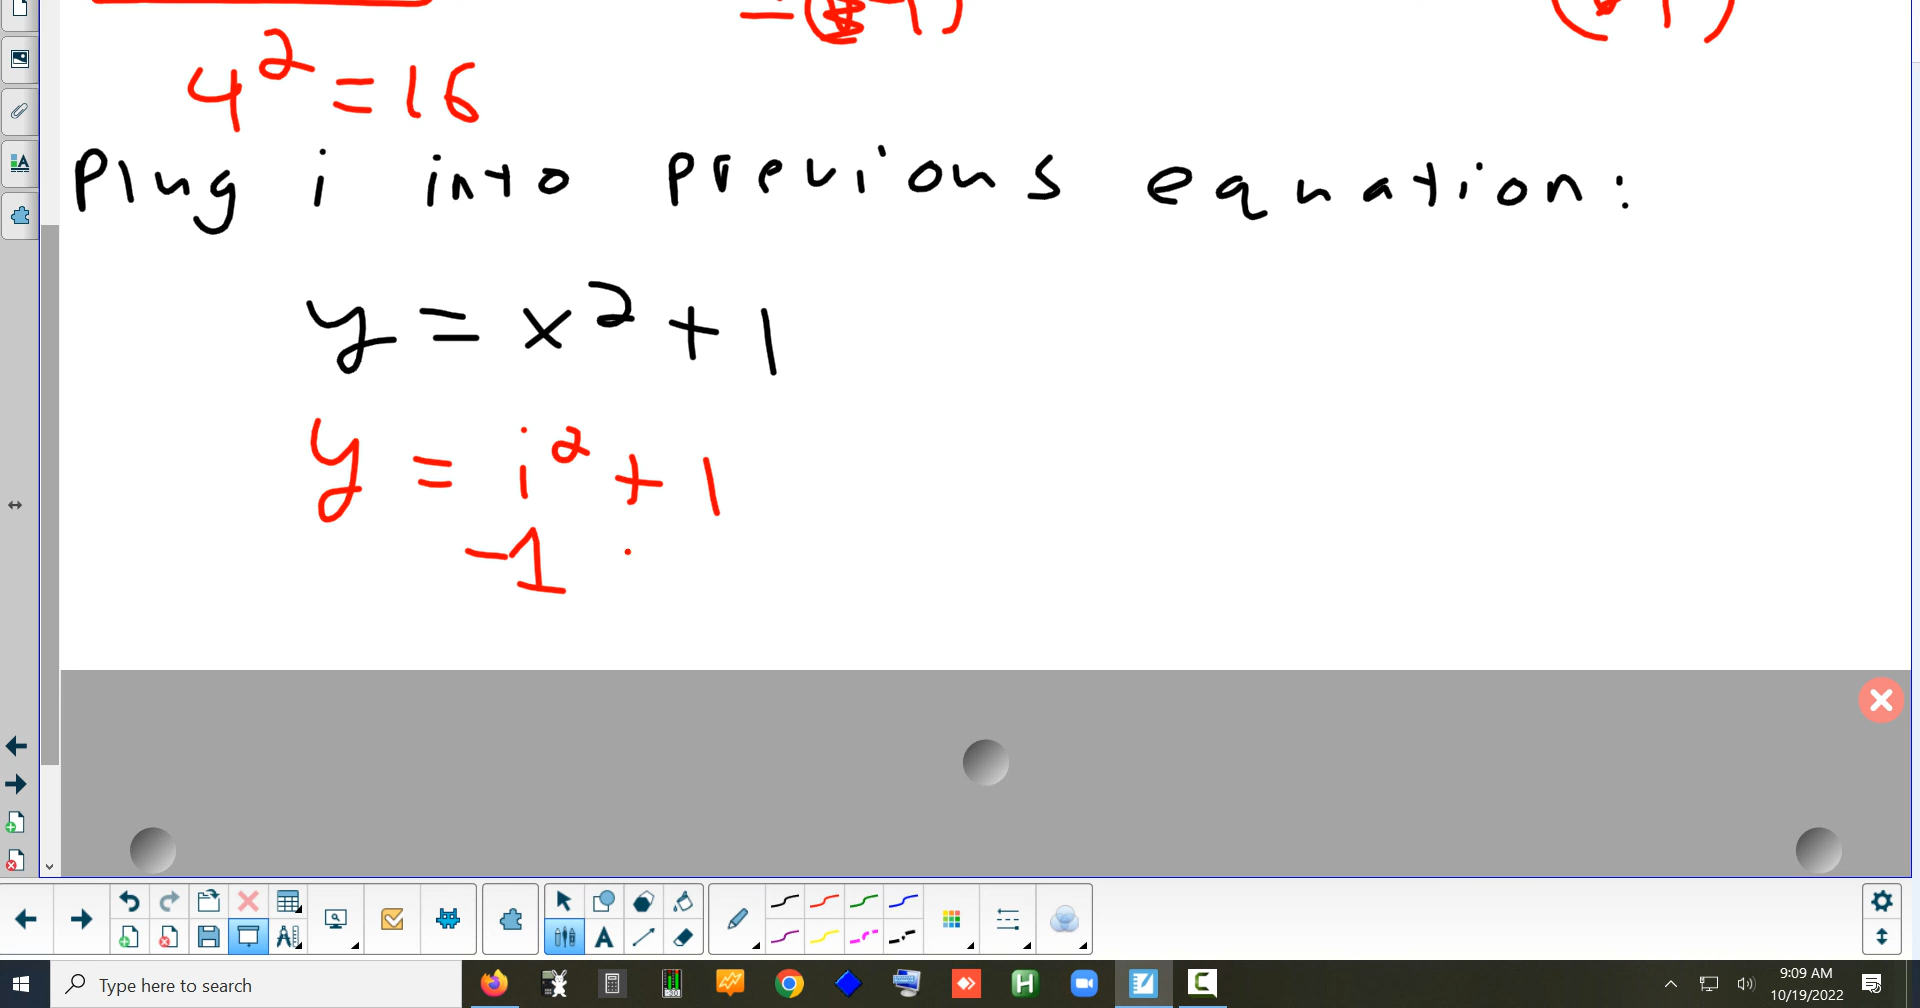 4² = 16
Plug i into previous equation:
y = x² + 1
y = i² + 1
-1
Type here to search
9:09 AM
10/19/2022